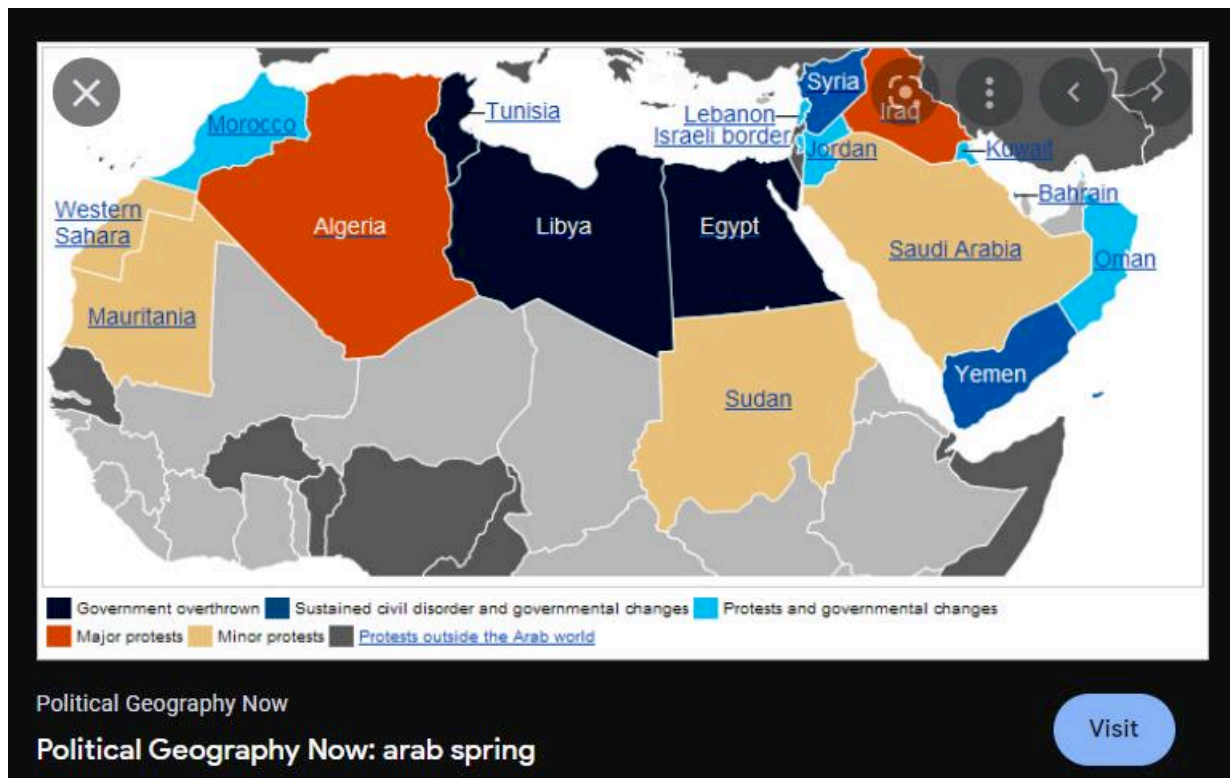 Syria
Tunisia
Lebanon
Iraq
Morocco
Israeli border
Jordan
Kuwait
Bahrain
Western
Sahara
Algeria
Libya
Egypt
Saudi Arabia
Oman
Mauritania
Yemen
Sudan
Government overthrown Sustained civil disorder and governmental changes Protests and governmental changes
Major protests Minor protests Protests outside the Arab world
Political Geography Now
Visit
Political Geography Now: arab spring